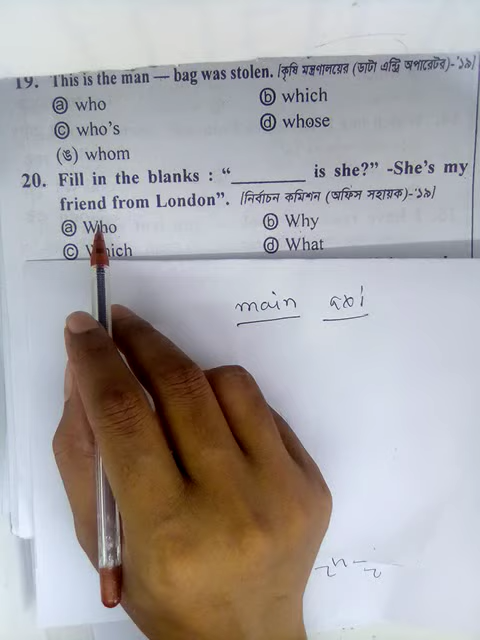 19. This is the man — bag was stolen. [কৃষি মন্ত্রণালয়ের (ডাটা এন্ট্রি অপারেটর)-'১৯]
ⓐ who ⓑ which
ⓒ who's ⓓ whose
(ঙ) whom
20. Fill in the blanks : "________ is she?" -She's my
friend from London". [নির্বাচন কমিশন (অফিস সহায়ক)-'১৯]
ⓐ Who ⓑ Why
ⓒ Which ⓓ What
main